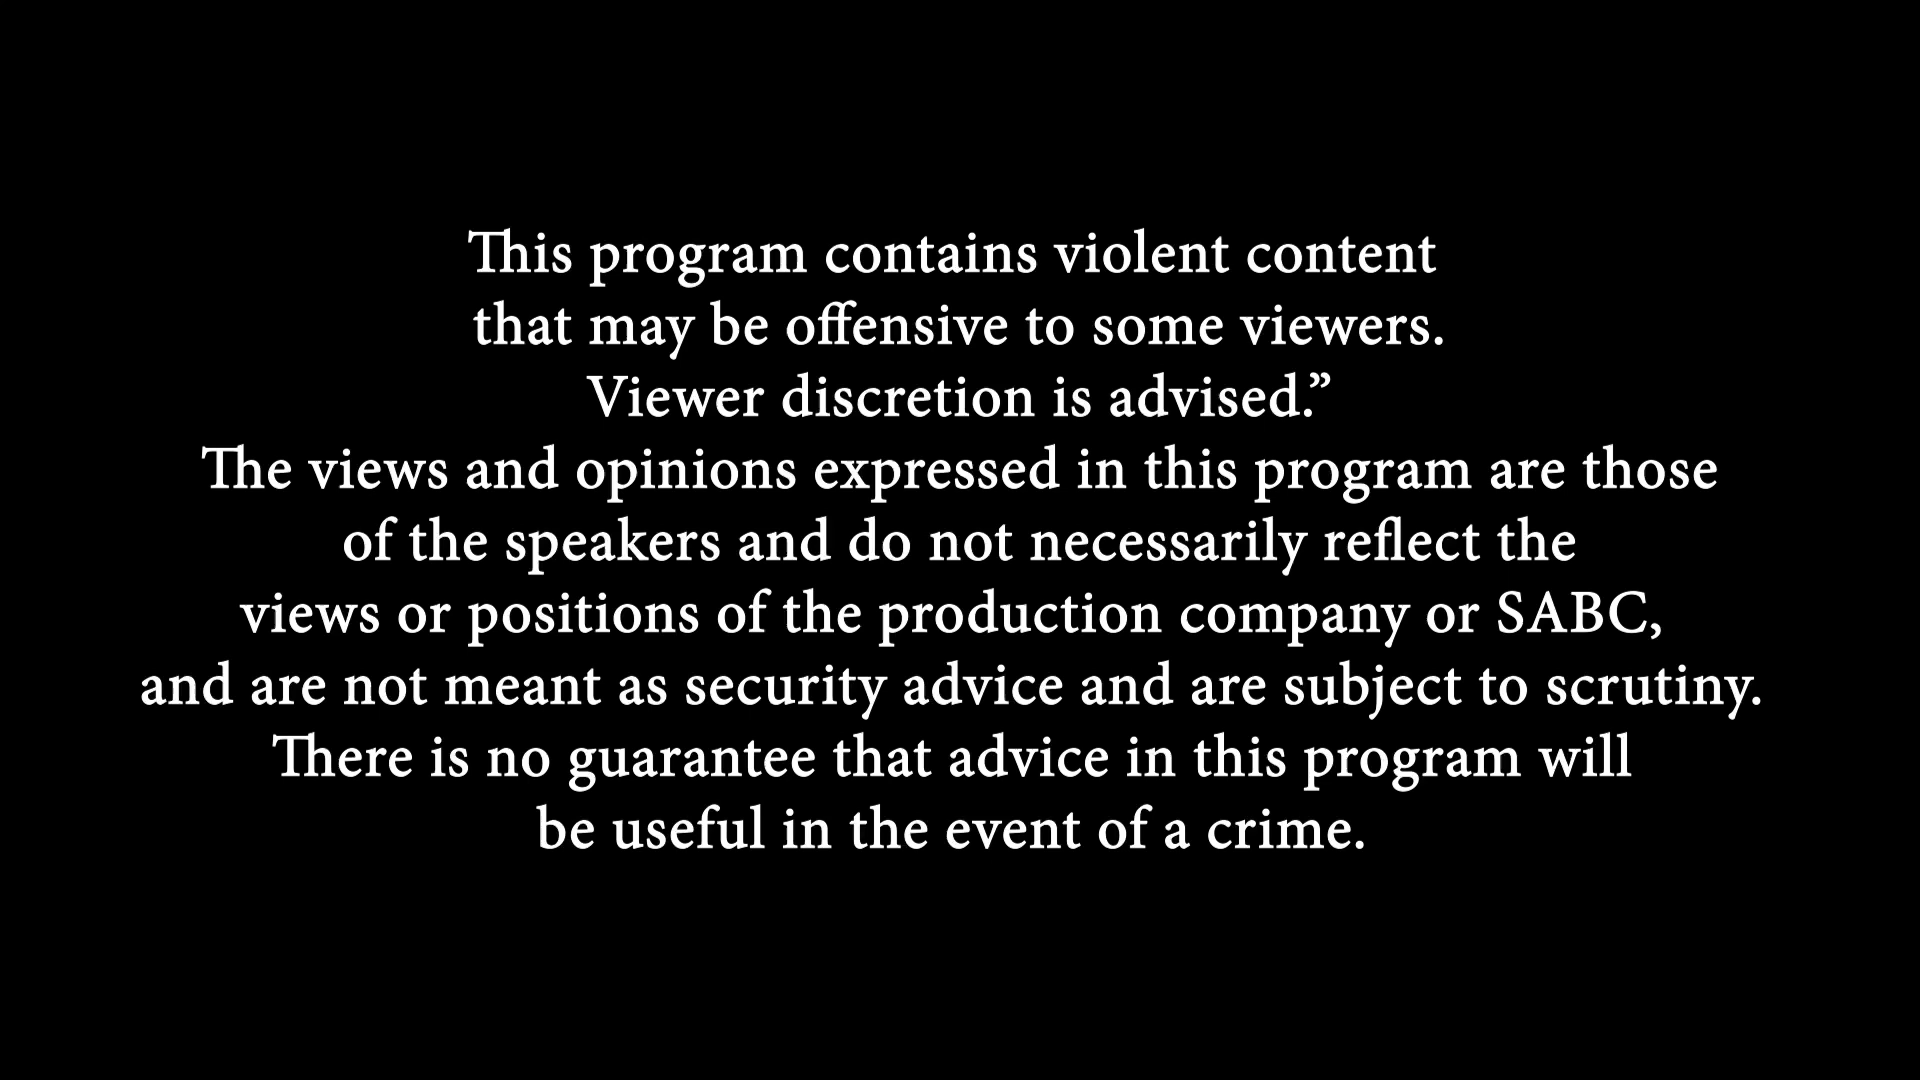 This program contains violent content
that may be offensive to some viewers.
Viewer discretion is advised.”
The views and opinions expressed in this program are those
of the speakers and do not necessarily reflect the
views or positions of the production company or SABC,
and are not meant as security advice and are subject to scrutiny.
There is no guarantee that advice in this program will
be useful in the event of a crime.